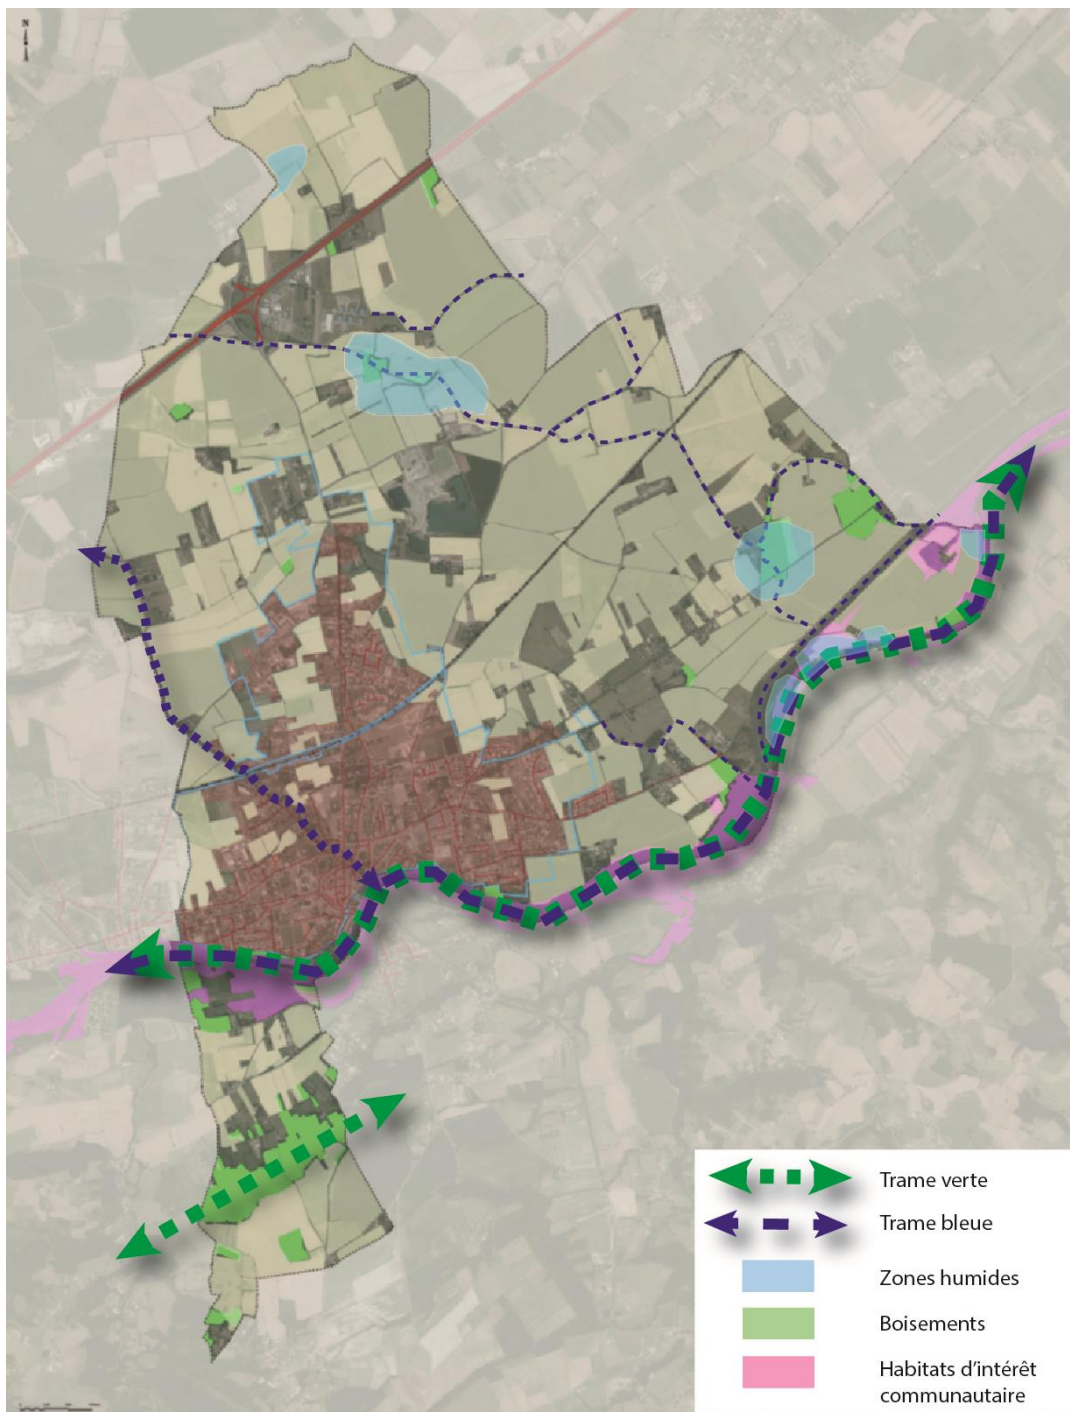 N
Trame verte
Trame bleue
Zones humides
Boisements
Habitats d'intérêt
communautaire